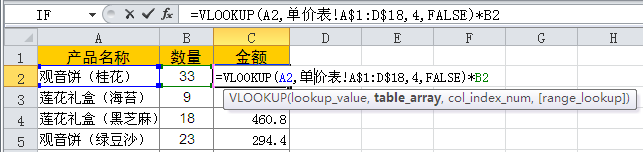 IF =VLOOKUP(A2,单价表!A$1:D$18,4,FALSE)*B2
A B C D E F G H
1 产品名称 数量 金额
2 观音饼（桂花） 33 =VLOOKUP(A2,单价表!A$1:D$18,4,FALSE)*B2
3 莲花礼盒（海苔） 9
VLOOKUP(lookup_value, table_array, col_index_num, [range_lookup])
4 莲花礼盒（黑芝麻） 18 460.8
5 观音饼（绿豆沙） 23 294.4